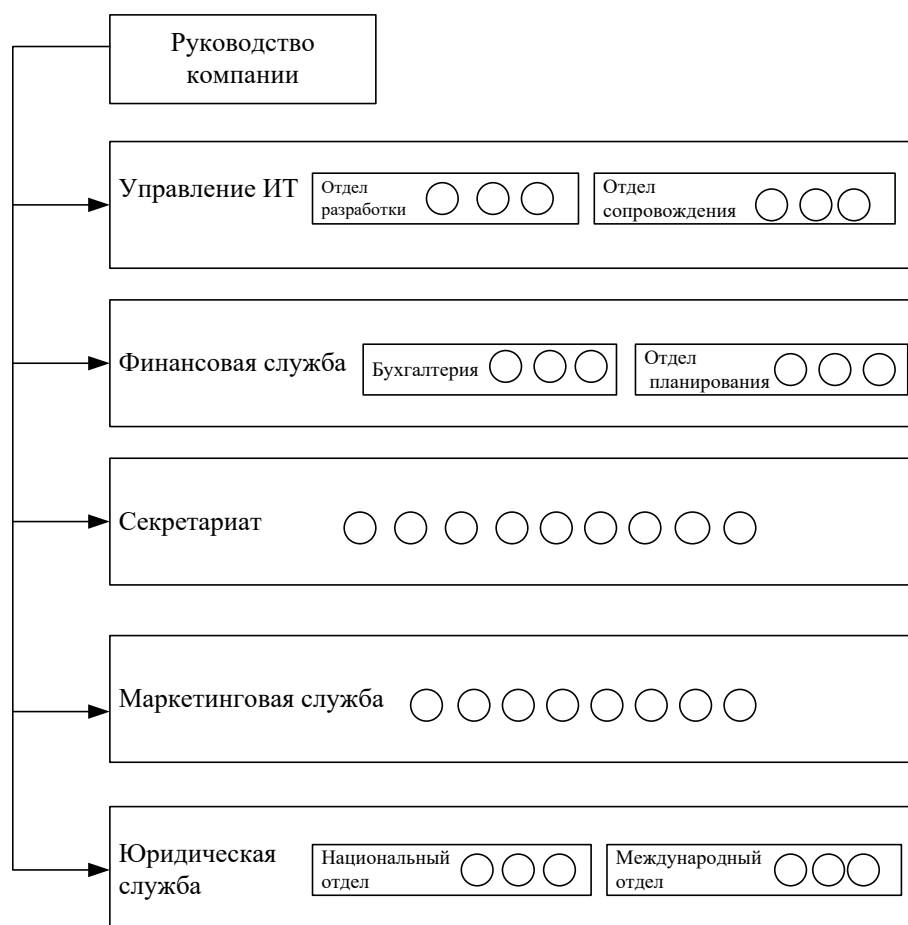 Руководство
компании
Управление ИТ
Отдел
разработки
Отдел
сопровождения
Финансовая служба
Бухгалтерия
Отдел
планирования
Секретариат
Маркетинговая служба
Юридическая
служба
Национальный
отдел
Международный
отдел